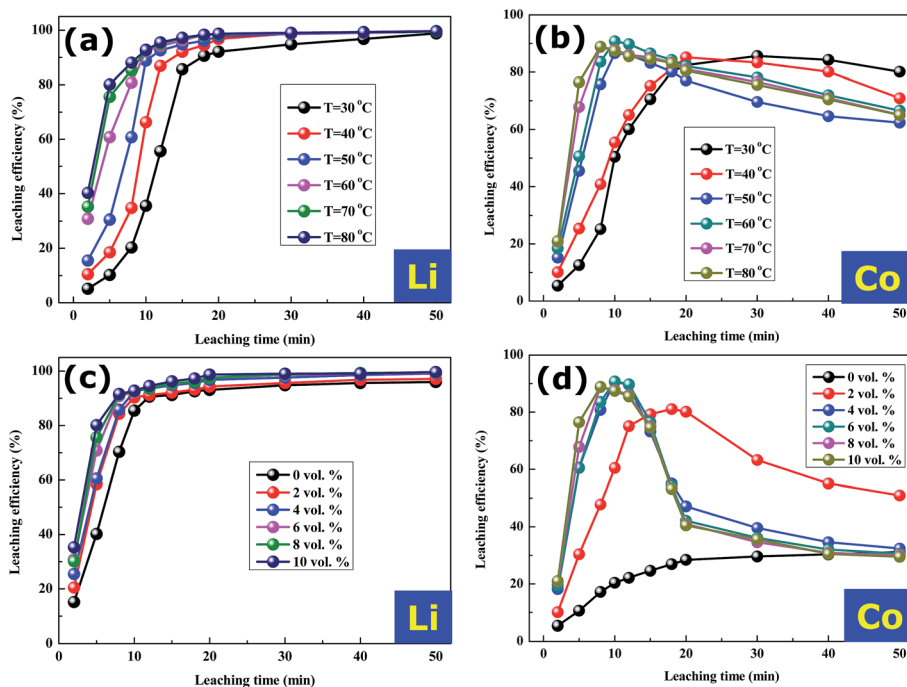 (a)
100
80
60
40
20
0
Leaching efficiency (%)
T=30 °C
T=40 °C
T=50 °C
T=60 °C
T=70 °C
T=80 °C
Li
0 10 20 30 40 50
Leaching time (min)
(b)
100
80
60
40
20
0
Leaching efficiency (%)
T=30 °C
T=40 °C
T=50 °C
T=60 °C
T=70 °C
T=80 °C
Co
0 10 20 30 40 50
Leaching time (min)
(c)
100
80
60
40
20
0
Leaching efficiency (%)
0 vol. %
2 vol. %
4 vol. %
6 vol. %
8 vol. %
10 vol. %
Li
0 10 20 30 40 50
Leaching time (min)
(d)
100
80
60
40
20
0
Leaching efficiency (%)
0 vol. %
2 vol. %
4 vol. %
6 vol. %
8 vol. %
10 vol. %
Co
0 10 20 30 40 50
Leaching time (min)